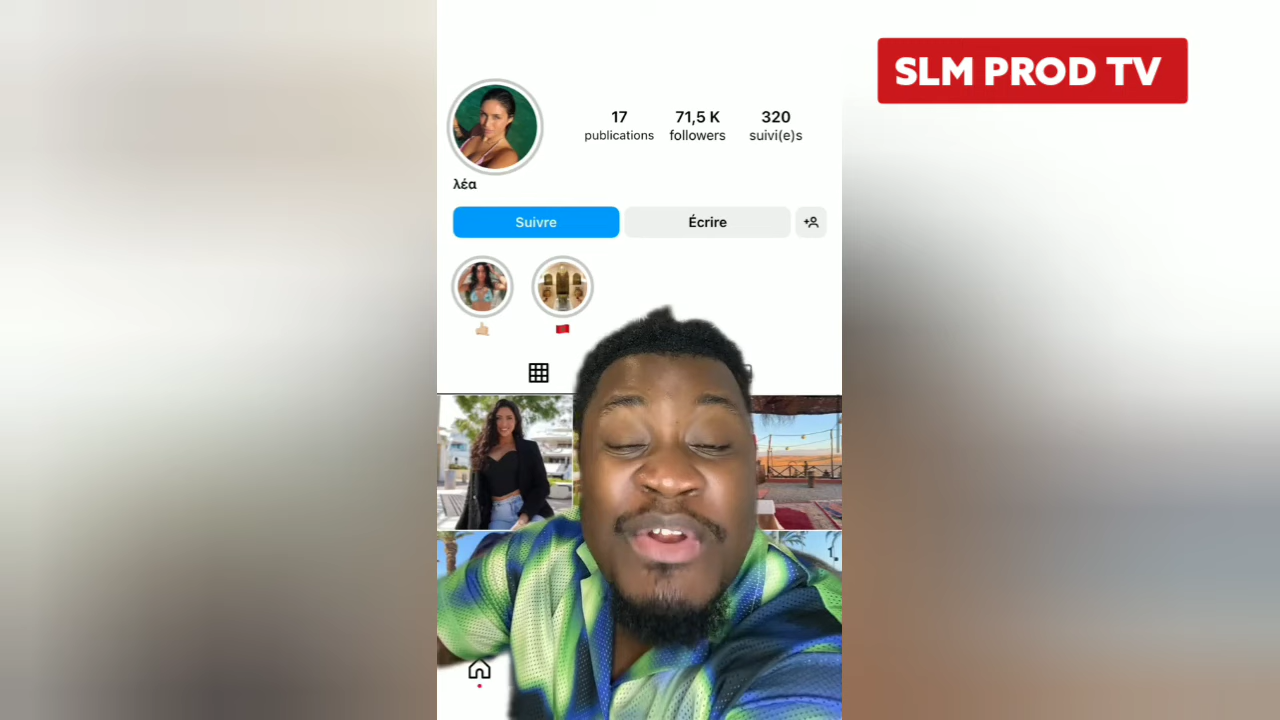 SLM PROD TV
17
71,5 K
320
publications
followers
suivi(e)s
λέα
Suivre
Écrire